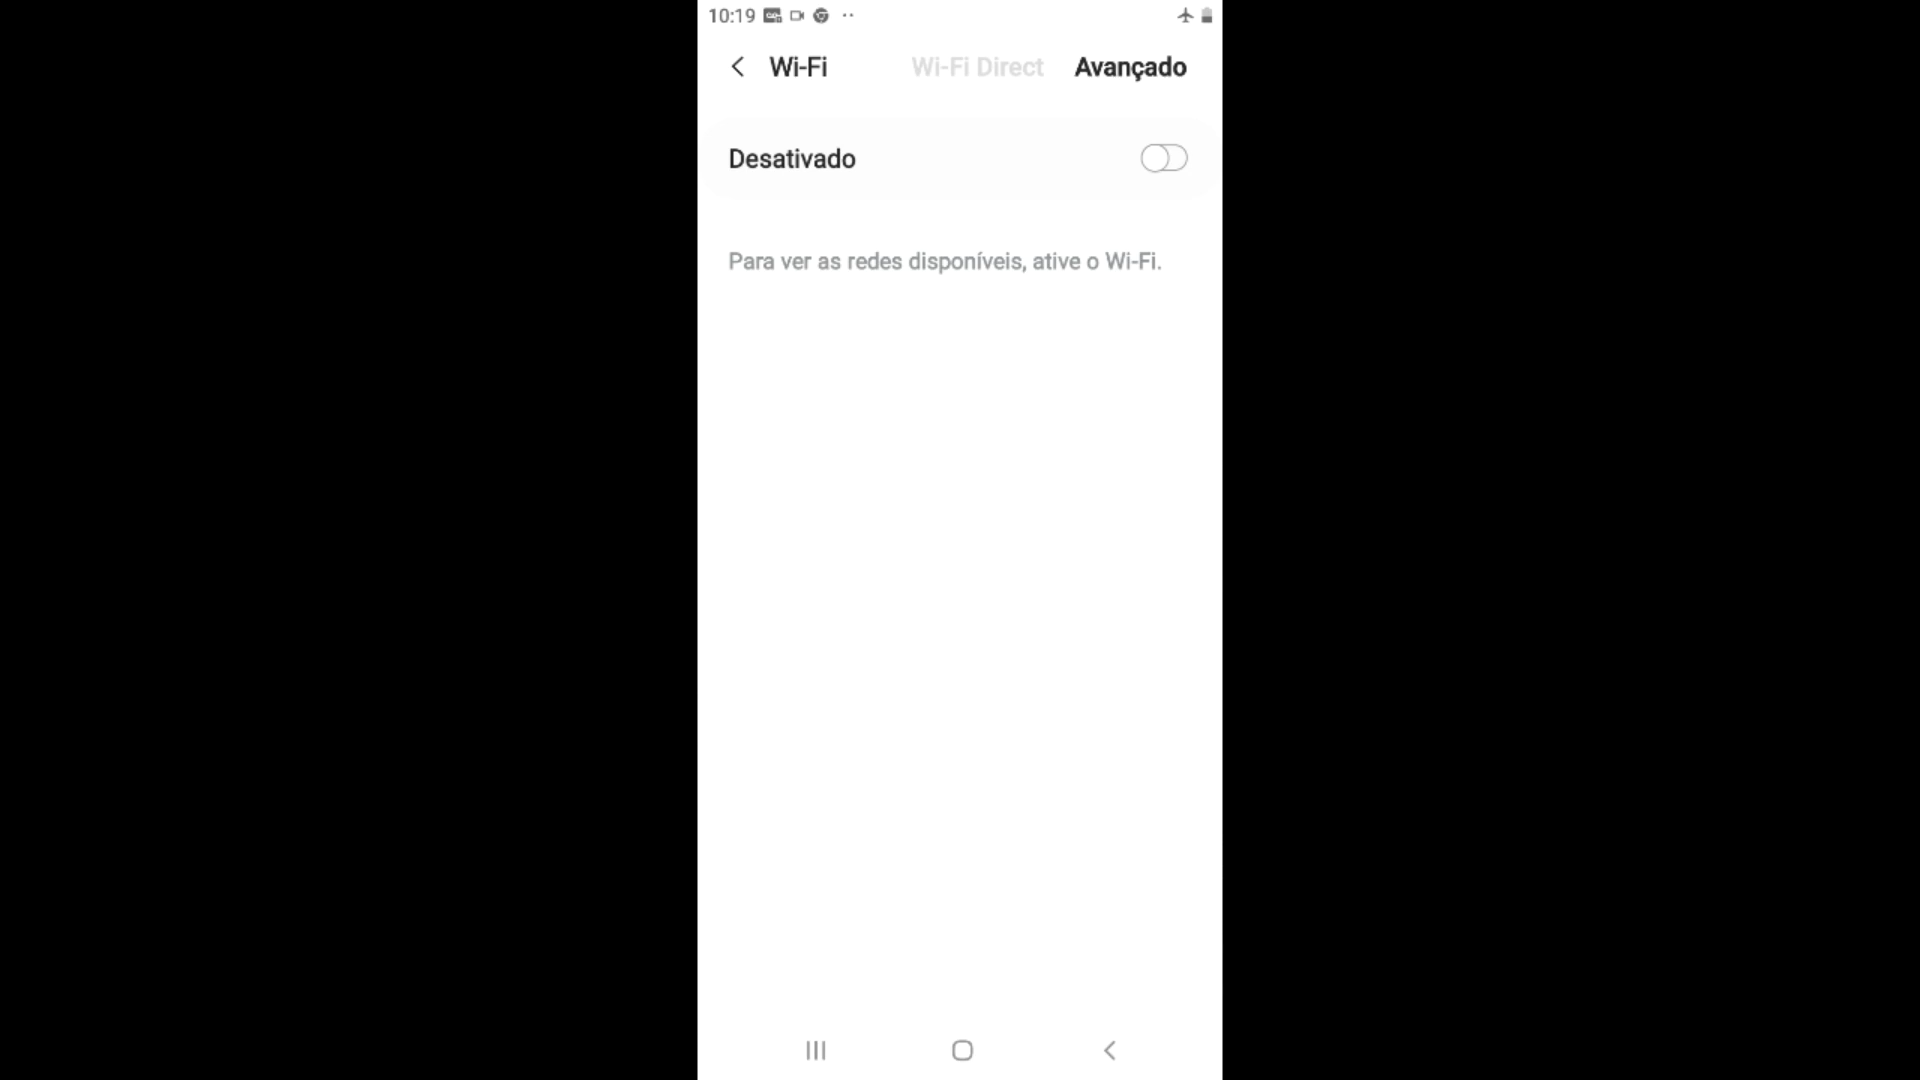 10:19
Wi-Fi Wi-Fi Direct Avançado
Desativado
Para ver as redes disponíveis, ative o Wi-Fi.